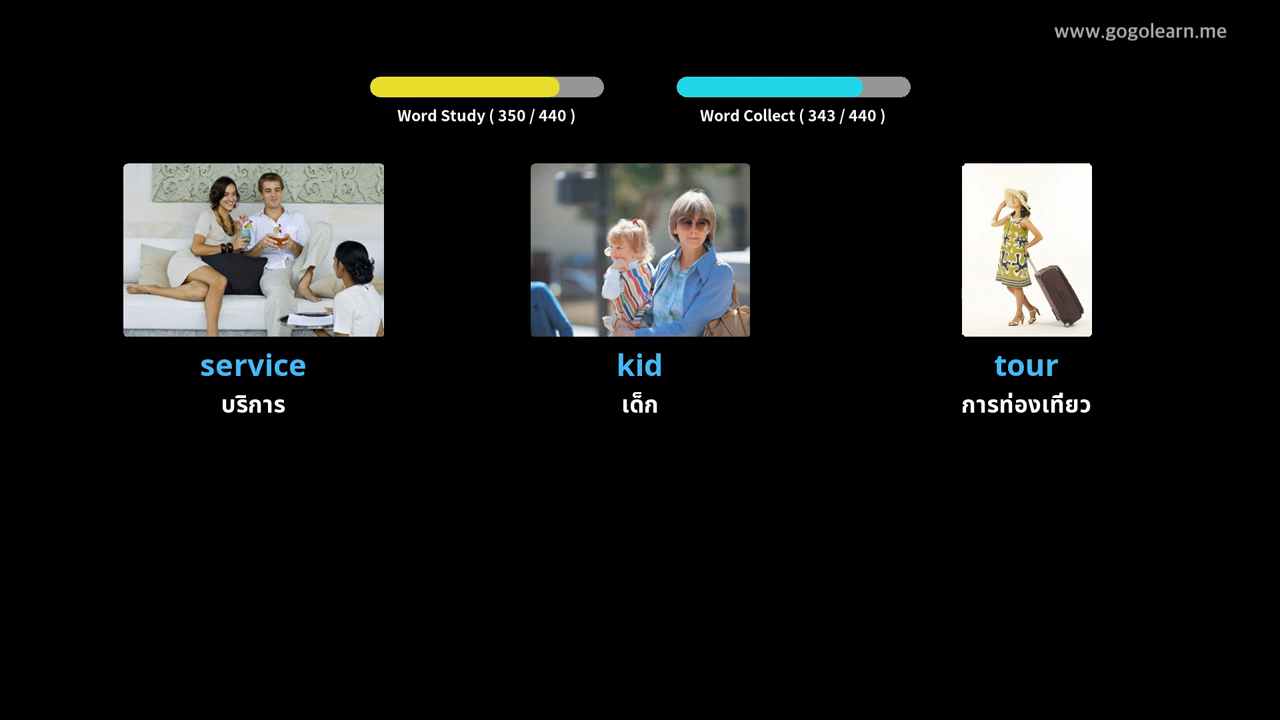 www.gogolearn.me
Word Study ( 350 / 440 )
Word Collect ( 343 / 440 )
service
บริการ
kid
เด็ก
tour
การท่องเที่ยว